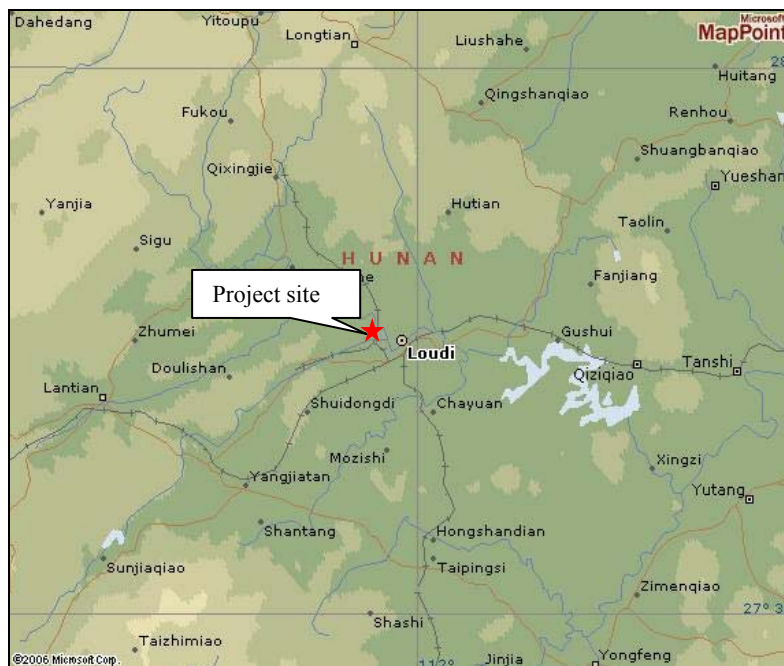 Dahedang
Yitoupu
Longtian
Liushahe
Microsoft
MapPoint
28
Huitang
Qingshanqiao
Renhou
Fukou
Shuangbanqiao
Qixingjie
Yueshan
Yanjia
Hutian
Taolin
Sigu
HUNAN
Fanjiang
Project site
Zhumei
Gushui
Loudi
Doulishan
Qiziqiao
Tanshi
Lantian
Shuidongdi
Chayuan
Mozishi
Xingzi
Yangjiatan
Yutang
Shantang
Hongshandian
Taipingsi
Sunjiaqiao
Zimenqiao
27° 3
Shashi
Taizhimiao
©2006 Microsoft Corp.
112°
Jinjia
Yongfeng